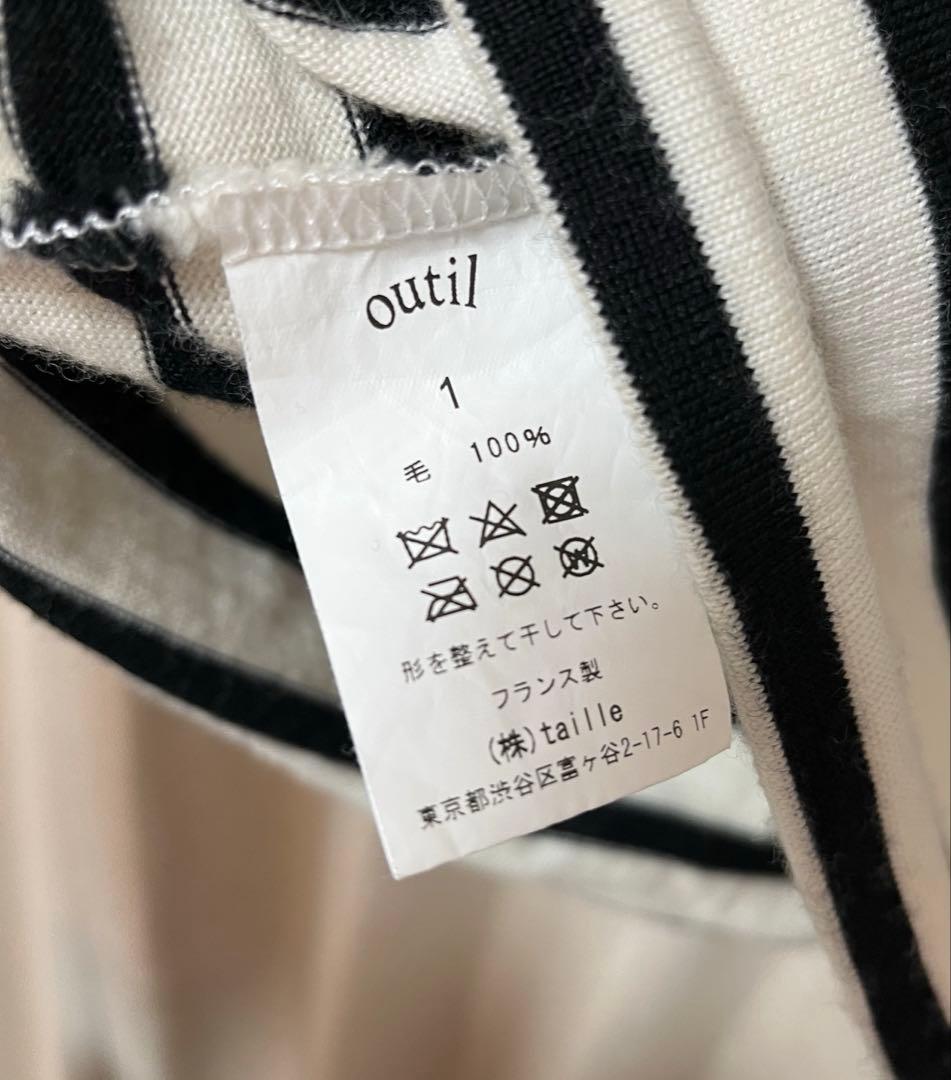 outil
1
毛 100%
形を整えて干して下さい。
フランス製
(株)taille
東京都渋谷区富ヶ谷2-17-6 1F